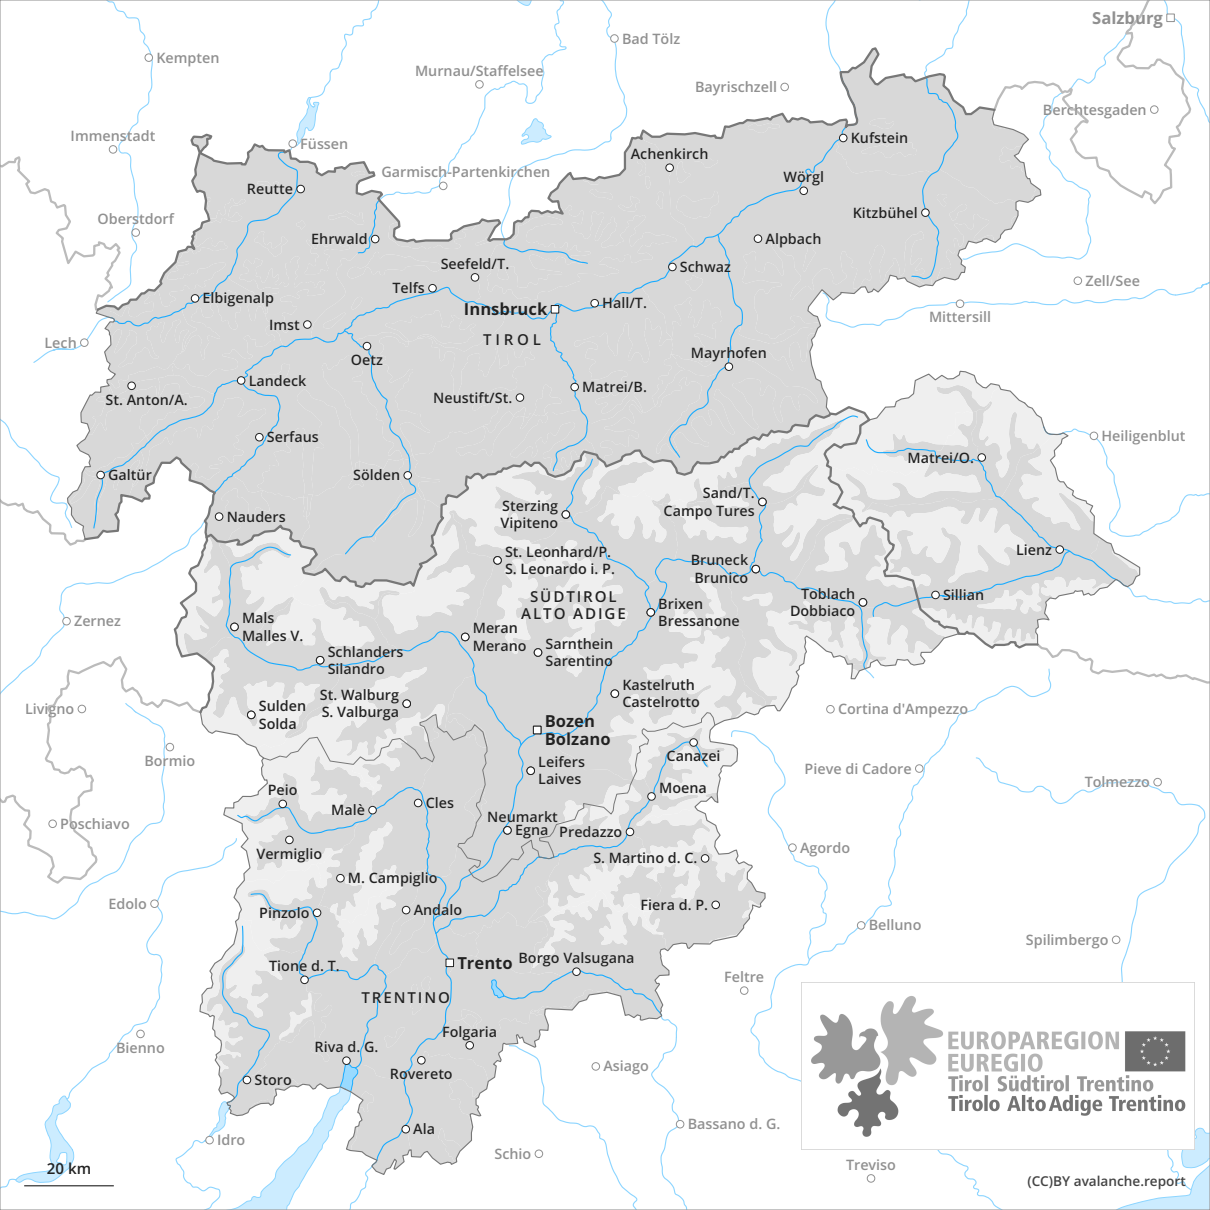 Salzburg
Kempten
Bad Tölz
Murnau/Staffelsee
Bayrischzell
Berchtesgaden
Immenstadt
Füssen
Kufstein
Achenkirch
Garmisch-Partenkirchen
Wörgl
Reutte
Oberstdorf
Kitzbühel
Ehrwald
Alpbach
Seefeld/T.
Schwaz
Zell/See
Telfs
Elbigenalp
Hall/T.
Innsbruck
Mittersill
Imst
TIROL
Lech
Oetz
Mayrhofen
Landeck
Matrei/B.
St. Anton/A.
Neustift/St.
Serfaus
Heiligenblut
Matrei/O.
Galtür
Sölden
Sand/T.
Campo Tures
Sterzing
Vipiteno
Nauders
St. Leonhard/P.
S. Leonardo i. P.
Lienz
Bruneck
Brunico
SÜDTIROL
ALTO ADIGE
Toblach
Dobbiaco
Sillian
Brixen
Bressanone
Zernez
Mals
Malles V.
Meran
Merano
Sarnthein
Sarentino
Schlanders
Silandro
Kastelruth
Castelrotto
St. Walburg
S. Valburga
Sulden
Solda
Livigno
Cortina d'Ampezzo
Bozen
Bolzano
Bormio
Canazei
Leifers
Laives
Pieve di Cadore
Tolmezzo
Peio
Moena
Malè
Cles
Neumarkt
Egna
Predazzo
Poschiavo
Vermiglio
Agordo
S. Martino d. C.
M. Campiglio
Edolo
Pinzolo
Andalo
Fiera d. P.
Belluno
Spilimbergo
Trento
Borgo Valsugana
Tione d. T.
Feltre
TRENTINO
Folgaria
Bienno
Riva d. G.
Rovereto
Storo
Asiago
EUROPAREGION
EUREGIO
Tirol Südtirol Trentino
Tirolo Alto Adige Trentino
Ala
Bassano d. G.
Idro
Schio
Treviso
20 km
(CC)BY avalanche.report